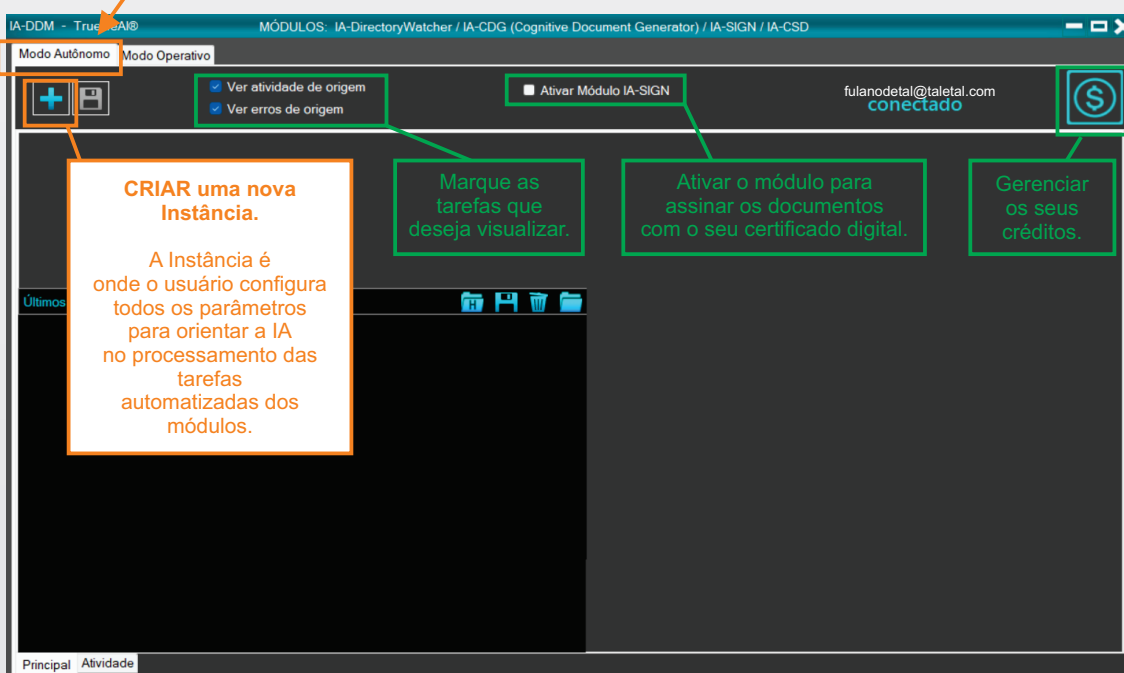 IA-DDM - True AI®
MÓDULOS: IA-DirectoryWatcher / IA-CDG (Cognitive Document Generator) / IA-SIGN / IA-CSD
Modo Autônomo Modo Operativo
Ver atividade de origem
Ver erros de origem
Ativar Módulo IA-SIGN
fulanodetal@taletal.com
conectado
CRIAR uma nova
Instância.
A Instância é
onde o usuário configura
todos os parâmetros
para orientar a IA
no processamento das
tarefas
automatizadas dos
módulos.
Marque as
tarefas que
deseja visualizar.
Ativar o módulo para
assinar os documentos
com o seu certificado digital.
Gerenciar
os seus
créditos.
Últimos
Principal Atividade